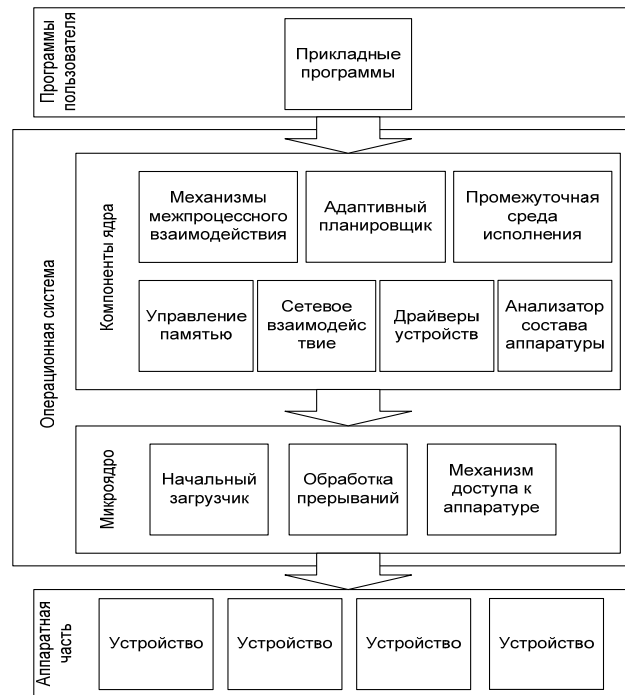 Программы
пользователя
Прикладные
программы
Операционная система
Компоненты ядра
Механизмы
межпроцессного
взаимодействия
Адаптивный
планировщик
Промежуточная
среда
исполнения
Управление
памятью
Сетевое
взаимодейс
твие
Драйверы
устройств
Анализатор
состава
аппаратуры
Микроядро
Начальный
загрузчик
Обработка
прерываний
Механизм
доступа к
аппаратуре
Аппаратная
часть
Устройство
Устройство
Устройство
Устройство